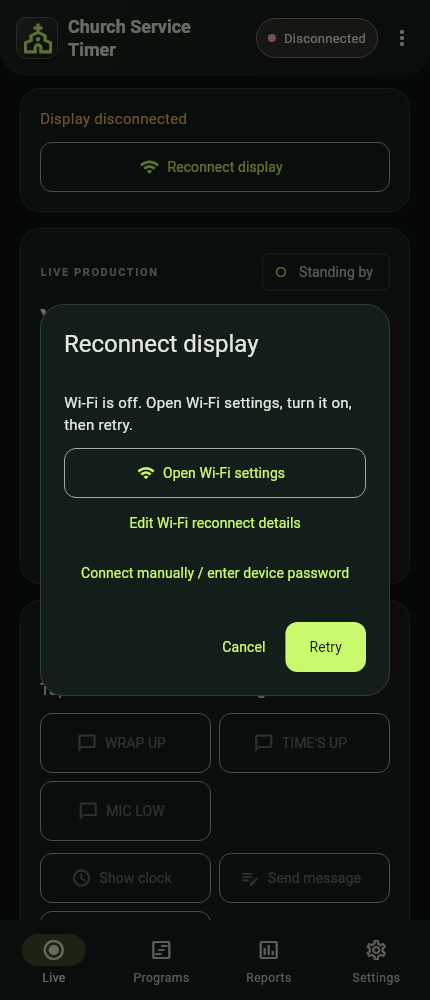 Church Service
Timer
Disconnected
Display disconnected
Reconnect display
LIVE PRODUCTION
Standing by
Reconnect display
Wi-Fi is off. Open Wi-Fi settings, turn it on,
then retry.
Open Wi-Fi settings
Edit Wi-Fi reconnect details
Connect manually / enter device password
Cancel
Retry
WRAP UP
TIME'S UP
MIC LOW
Show clock
Send message
Live
Programs
Reports
Settings